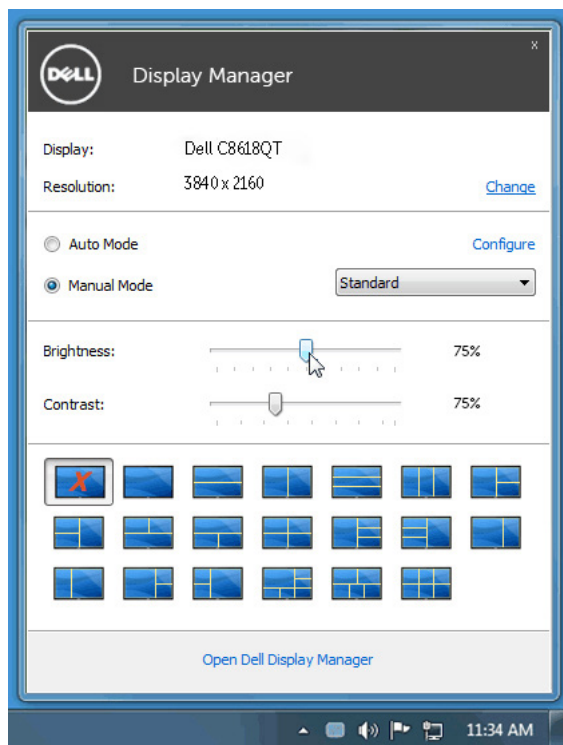 x
DELL
Display Manager
Display: Dell C8618QT
Resolution: 3840 x 2160 Change
Auto Mode Configure
Manual Mode Standard
Brightness: 75%
Contrast: 75%
X
Open Dell Display Manager
11:34 AM